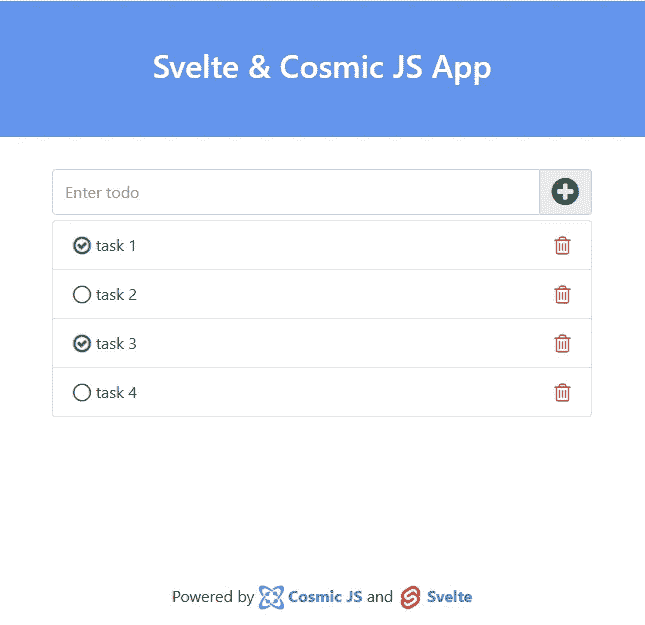 Svelte & Cosmic JS App
Enter todo
task 1
task 2
task 3
task 4
Powered by Cosmic JS and Svelte